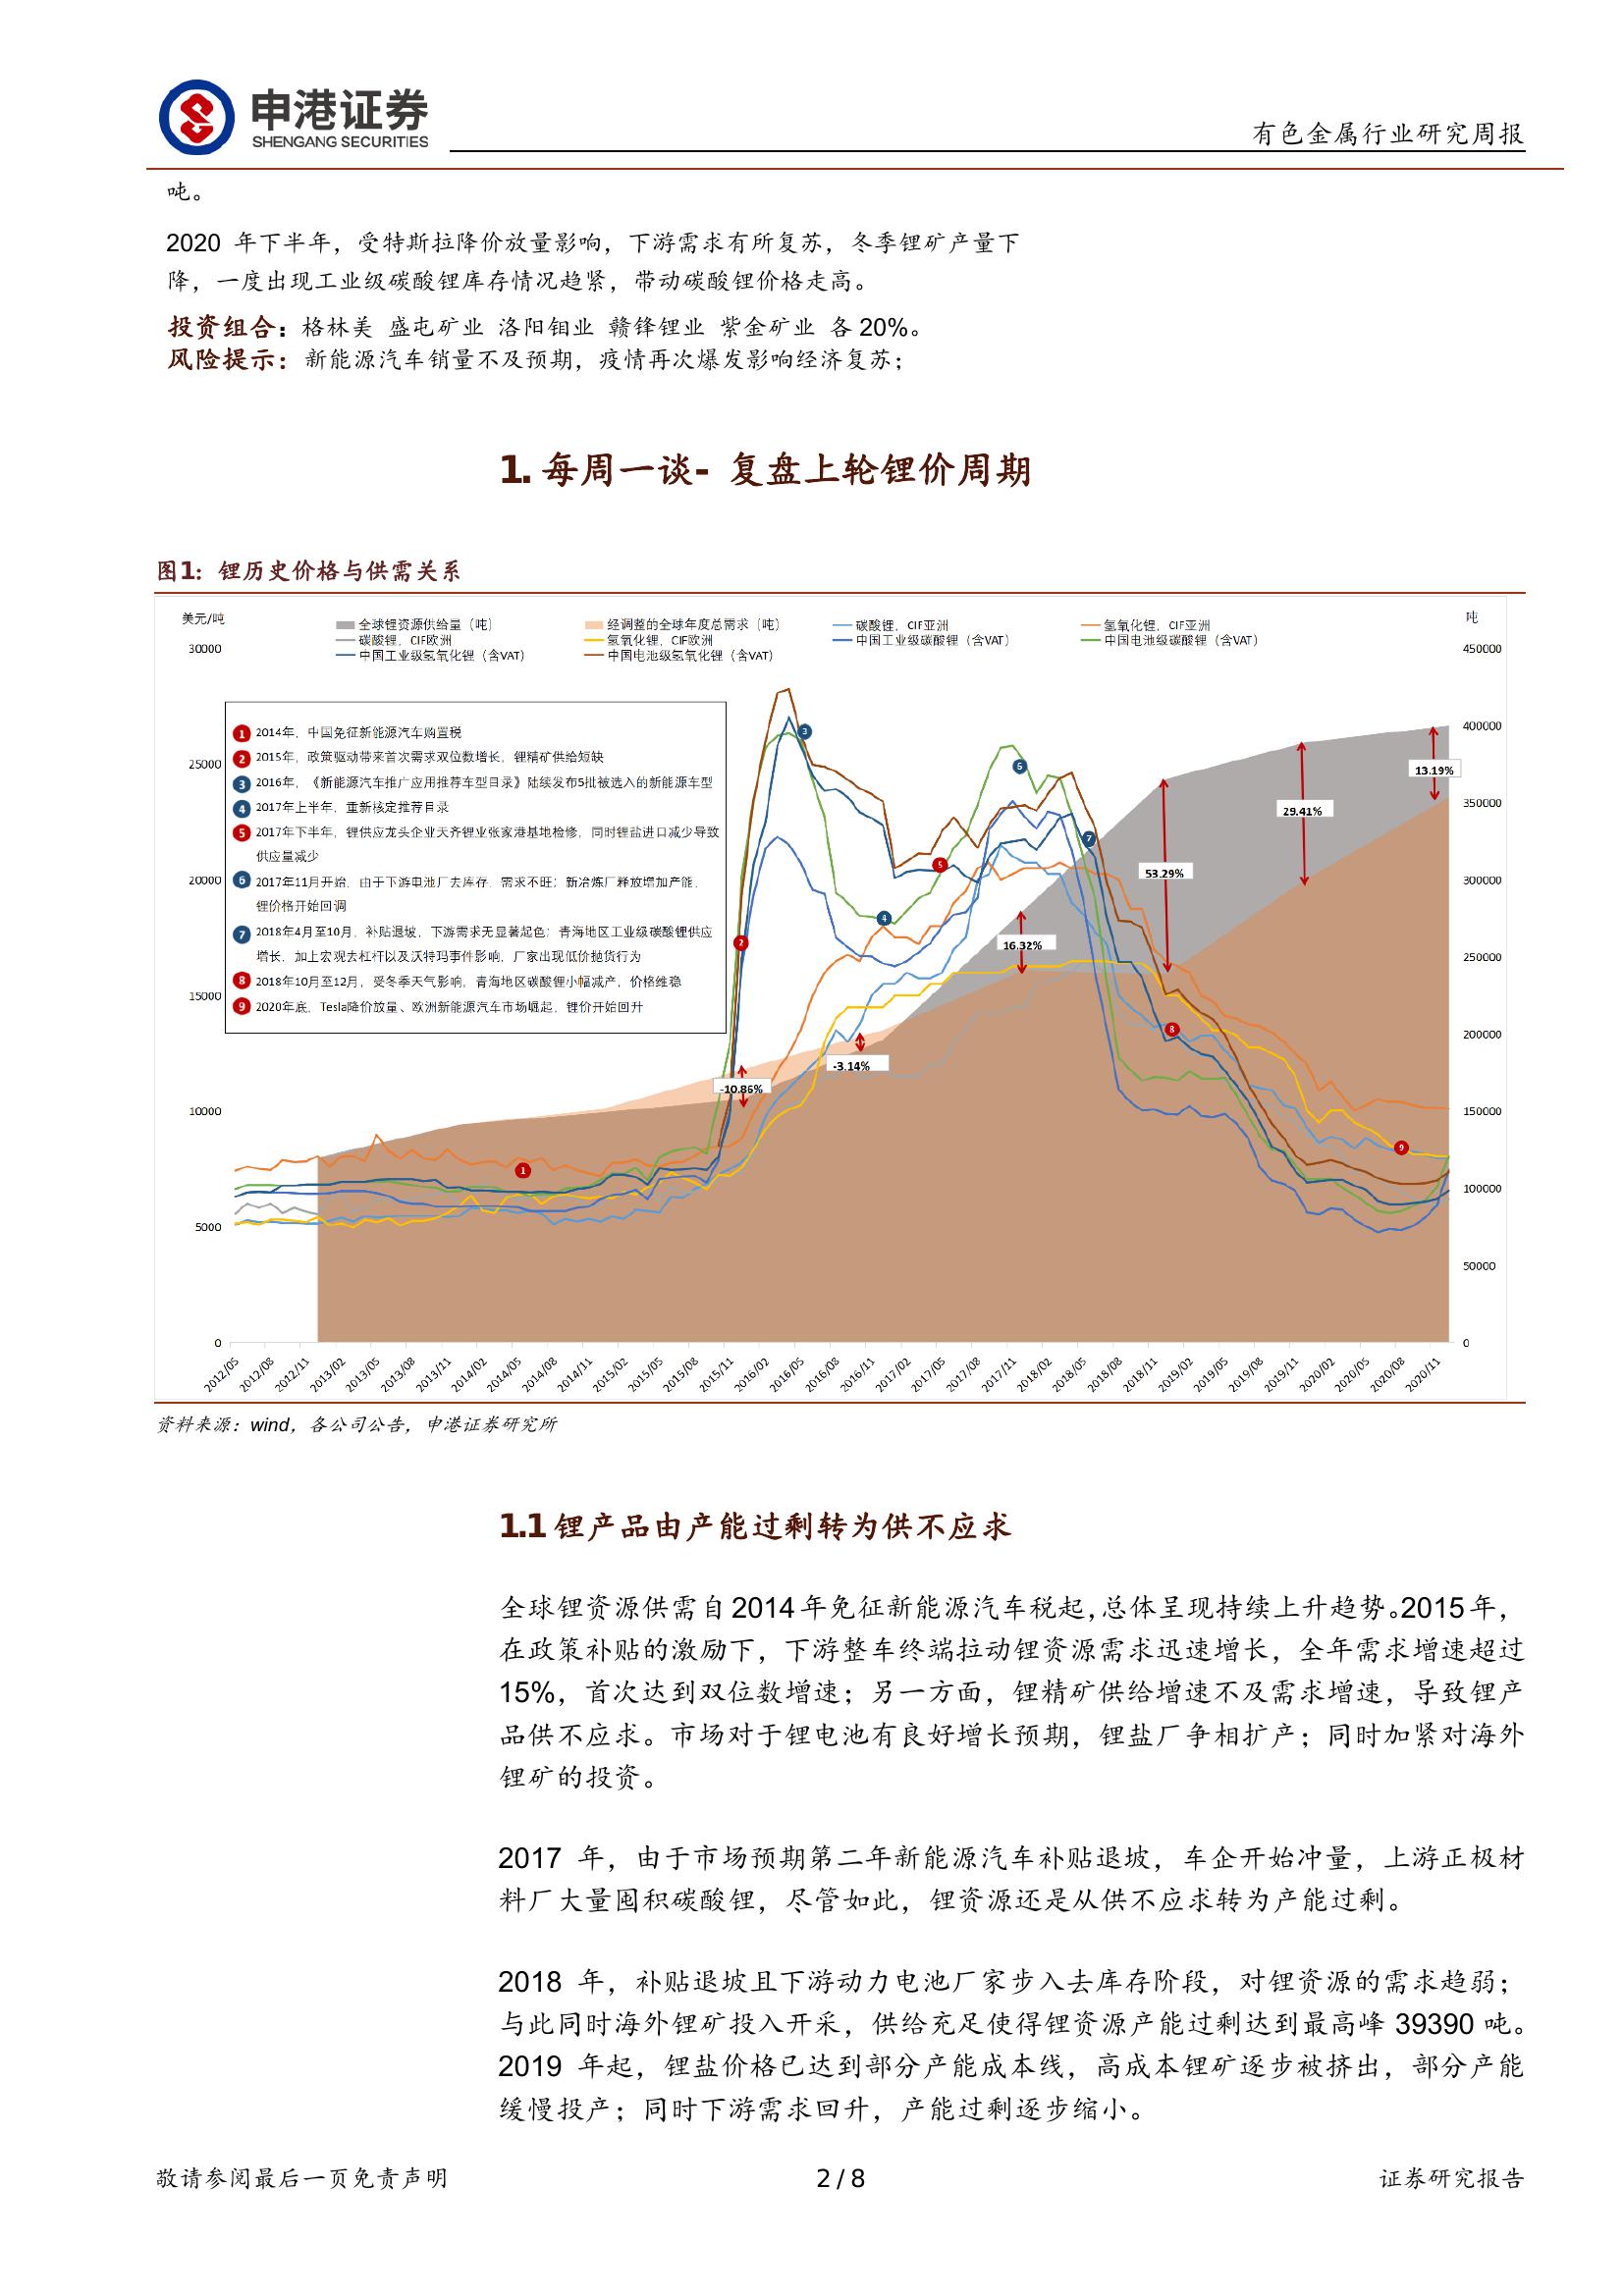 申港证券
SHENGANG SECURITIES
有色金属行业研究周报
吨。
2020 年下半年，受特斯拉降价放量影响，下游需求有所复苏，冬季锂矿产量下
降，一度出现工业级碳酸锂库存情况趋紧，带动碳酸锂价格走高。
投资组合：格林美 盛屯矿业 洛阳钼业 赣锋锂业 紫金矿业 各 20%。
风险提示：新能源汽车销量不及预期，疫情再次爆发影响经济复苏；
1. 每周一谈- 复盘上轮锂价周期
图1：锂历史价格与供需关系
美元/吨
吨
全球锂资源供给量（吨） 经调整的全球年度总需求（吨） 碳酸锂，CIF亚洲 氢氧化锂，CIF亚洲
碳酸锂，CIF欧洲 氢氧化锂，CIF欧洲 中国工业级碳酸锂（含VAT） 中国电池级碳酸锂（含VAT）
中国工业级氢氧化锂（含VAT） 中国电池级氢氧化锂（含VAT）
30000
25000
20000
15000
10000
5000
0
450000
400000
350000
300000
250000
200000
150000
100000
50000
0
1 2014年，中国免征新能源汽车购置税
2 2015年，政策驱动带来首次需求双位数增长，锂精矿供给短缺
3 2016年，《新能源汽车推广应用推荐车型目录》陆续发布5批被选入的新能源车型
4 2017年上半年，重新核定推荐目录
5 2017年下半年，锂供应龙头企业天齐锂业张家港基地检修，同时锂盐进口减少导致
供应量减少
6 2017年11月开始，由于下游电池厂去库存，需求不旺；新冶炼厂释放增加产能，
锂价格开始回调
7 2018年4月至10月，补贴退坡，下游需求无显著起色；青海地区工业级碳酸锂供应
增长，加上宏观去杠杆以及沃特玛事件影响，厂家出现低价抛货行为
8 2018年10月至12月，受冬季天气影响，青海地区碳酸锂小幅减产，价格维稳
9 2020年底，Tesla降价放量、欧洲新能源汽车市场崛起，锂价开始回升
1
2
3
4
5
6
7
8
9
-10.86%
-3.14%
16.32%
53.29%
29.41%
13.19%
2012/05 2012/08 2012/11 2013/02 2013/05 2013/08 2013/11 2014/02 2014/05 2014/08 2014/11 2015/02 2015/05 2015/08 2015/11 2016/02 2016/05 2016/08 2016/11 2017/02 2017/05 2017/08 2017/11 2018/02 2018/05 2018/08 2018/11 2019/02 2019/05 2019/08 2019/11 2020/02 2020/05 2020/08 2020/11
资料来源：wind，各公司公告，申港证券研究所
1.1 锂产品由产能过剩转为供不应求
全球锂资源供需自 2014 年免征新能源汽车税起，总体呈现持续上升趋势。2015 年，
在政策补贴的激励下，下游整车终端拉动锂资源需求迅速增长，全年需求增速超过
15%，首次达到双位数增速；另一方面，锂精矿供给增速不及需求增速，导致锂产
品供不应求。市场对于锂电池有良好增长预期，锂盐厂争相扩产；同时加紧对海外
锂矿的投资。
2017 年，由于市场预期第二年新能源汽车补贴退坡，车企开始冲量，上游正极材
料厂大量囤积碳酸锂，尽管如此，锂资源还是从供不应求转为产能过剩。
2018 年，补贴退坡且下游动力电池厂家步入去库存阶段，对锂资源的需求趋弱；
与此同时海外锂矿投入开采，供给充足使得锂资源产能过剩达到最高峰 39390 吨。
2019 年起，锂盐价格已达到部分产能成本线，高成本锂矿逐步被挤出，部分产能
缓慢投产；同时下游需求回升，产能过剩逐步缩小。
敬请参阅最后一页免责声明
2 / 8
证券研究报告